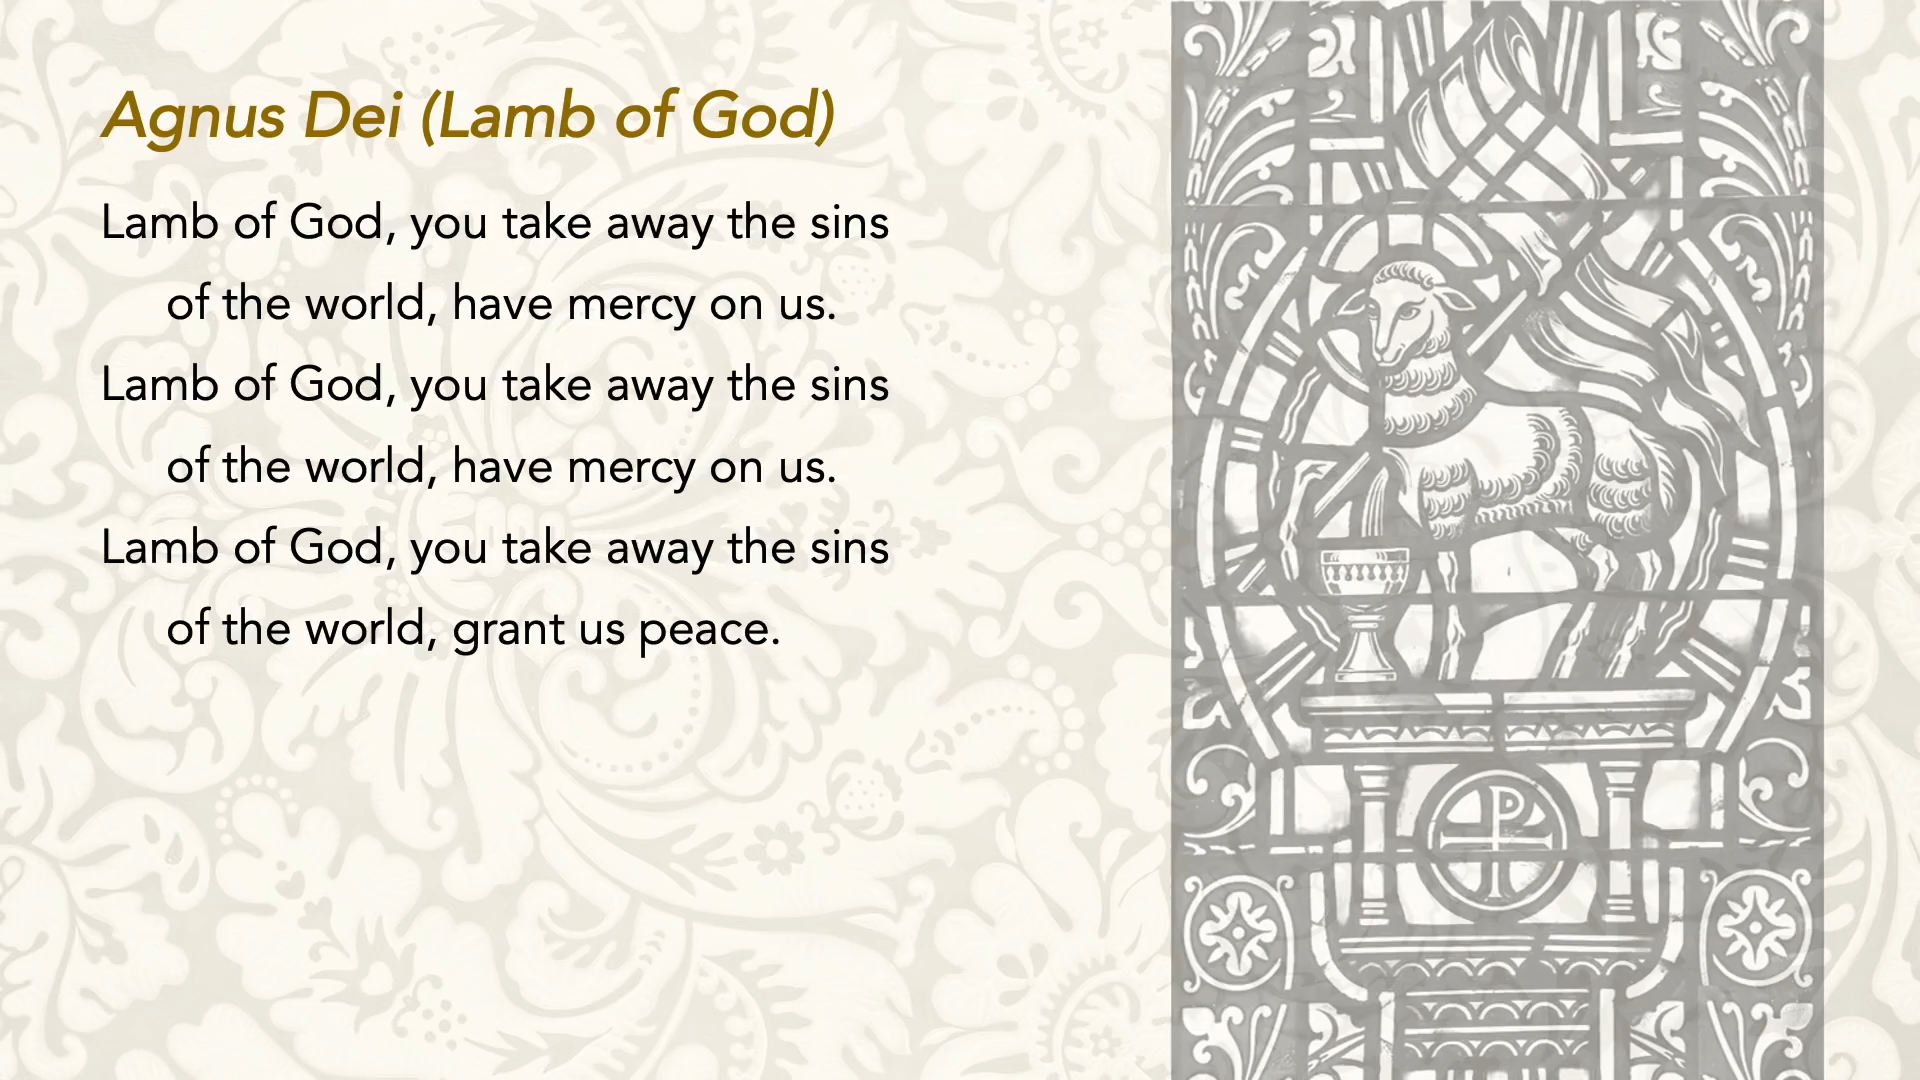 Agnus Dei (Lamb of God)
Lamb of God, you take away the sins
of the world, have mercy on us.
Lamb of God, you take away the sins
of the world, have mercy on us.
Lamb of God, you take away the sins
of the world, grant us peace.